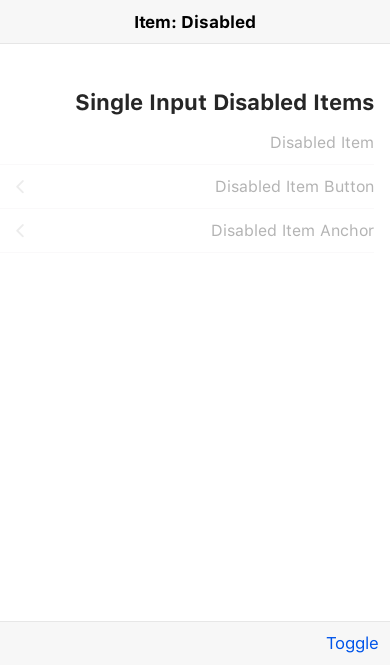 Item: Disabled
Single Input Disabled Items
Disabled Item
Disabled Item Button
Disabled Item Anchor
Toggle